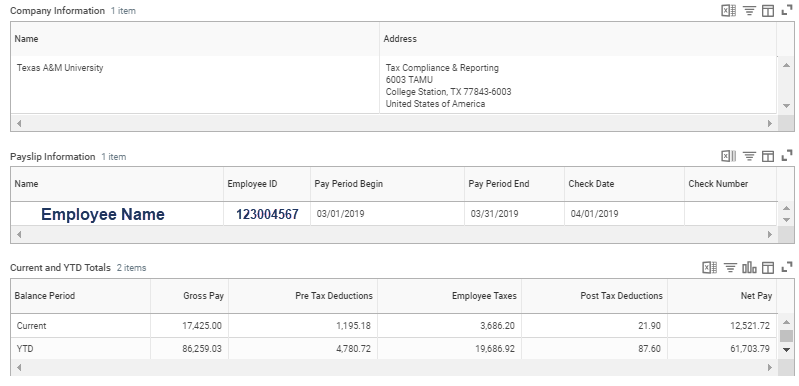 Company Information 1 item
Name Address
Texas A&M University Tax Compliance & Reporting
6003 TAMU
College Station, TX 77843-6003
United States of America
Payslip Information 1 item
Name Employee ID Pay Period Begin Pay Period End Check Date Check Number
Employee Name 123004567 03/01/2019 03/31/2019 04/01/2019
Current and YTD Totals 2 items
Balance Period Gross Pay Pre Tax Deductions Employee Taxes Post Tax Deductions Net Pay
Current 17,425.00 1,195.18 3,686.20 21.90 12,521.72
YTD 86,259.03 4,780.72 19,686.92 87.60 61,703.79